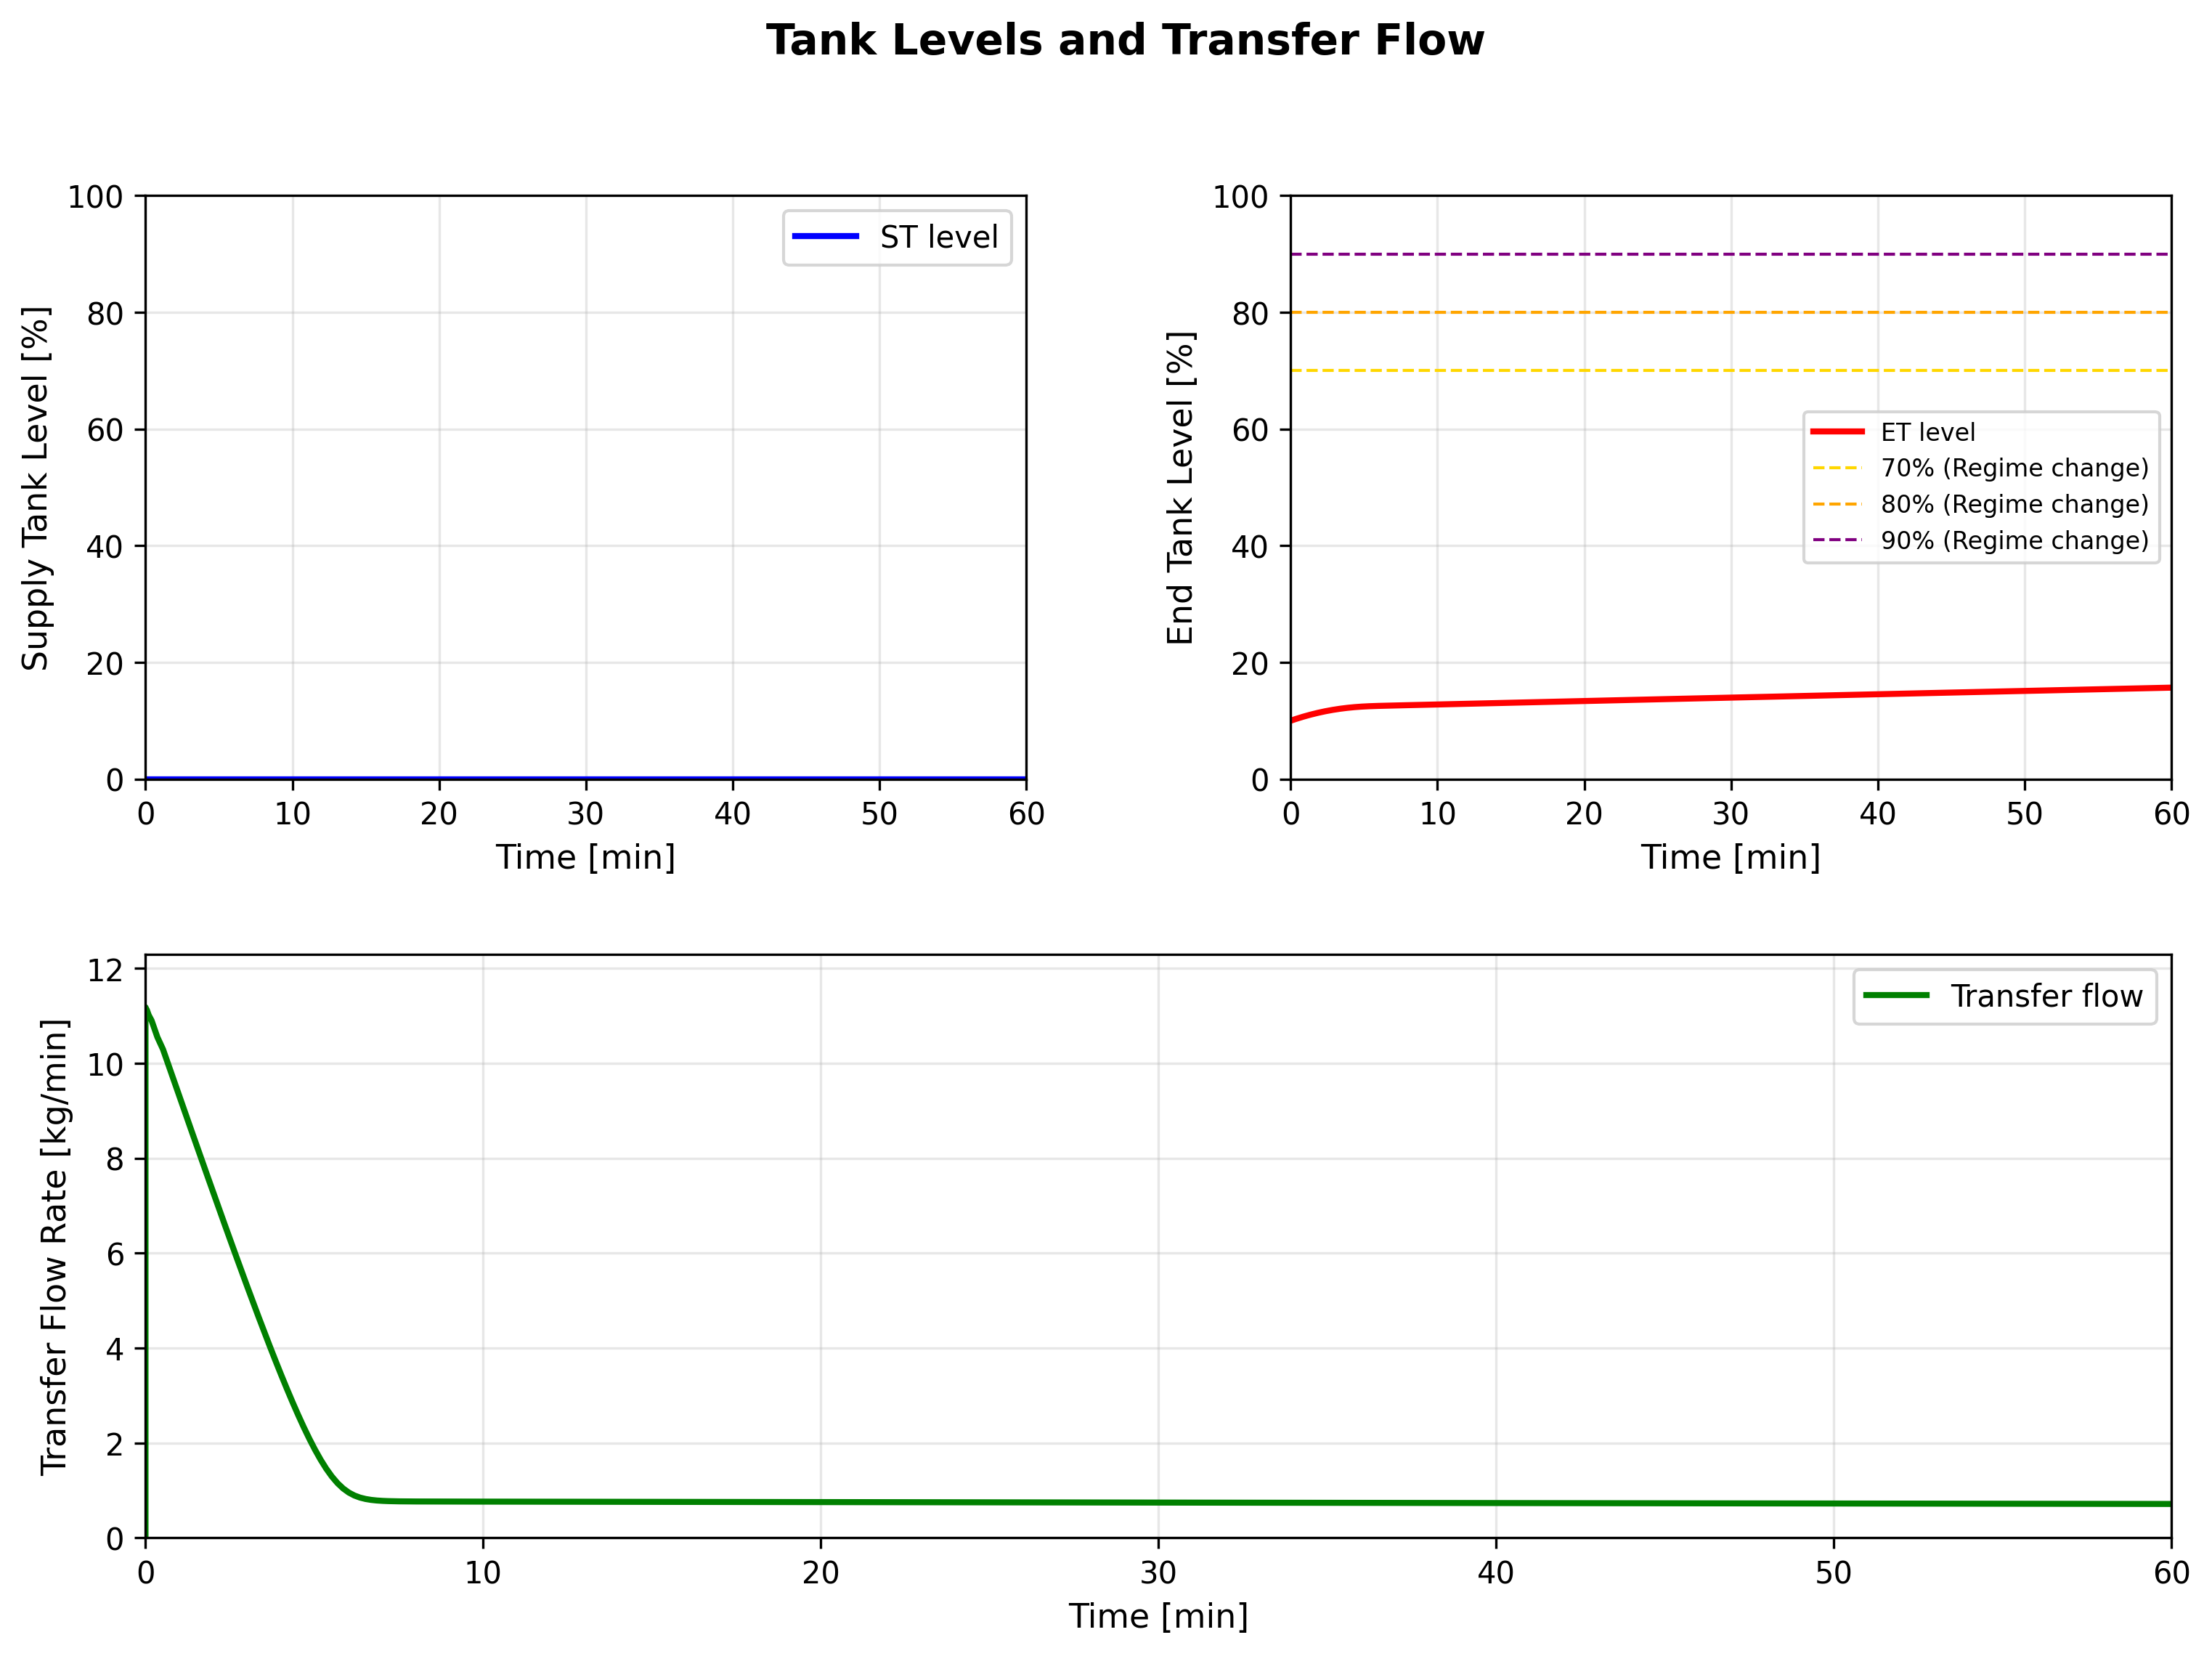 Tank Levels and Transfer Flow
Supply Tank Level [%]
100
80
60
40
20
0
ST level
0 10 20 30 40 50 60
Time [min]
End Tank Level [%]
100
80
60
40
20
0
ET level
70% (Regime change)
80% (Regime change)
90% (Regime change)
0 10 20 30 40 50 60
Time [min]
Transfer Flow Rate [kg/min]
12
10
8
6
4
2
0
Transfer flow
0 10 20 30 40 50 60
Time [min]